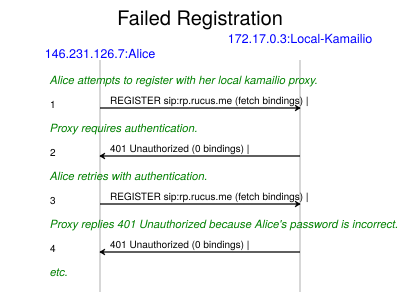 Failed Registration
172.17.0.3:Local-Kamailio
146.231.126.7:Alice
Alice attempts to register with her local kamailio proxy.
1 REGISTER sip:rp.rucus.me (fetch bindings) |
Proxy requires authentication.
2 401 Unauthorized (0 bindings) |
Alice retries with authentication.
3 REGISTER sip:rp.rucus.me (fetch bindings) |
Proxy replies 401 Unauthorized because Alice's password is incorrect.
4 401 Unauthorized (0 bindings) |
etc.